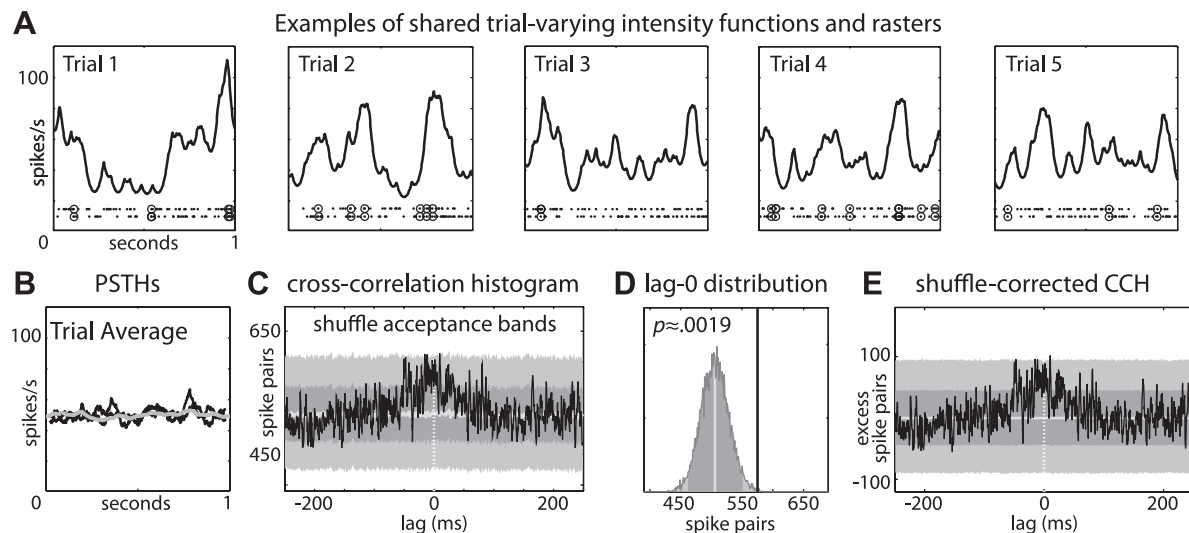 A Examples of shared trial-varying intensity functions and rasters
Trial 1
Trial 2
Trial 3
Trial 4
Trial 5
100
spikes/s
0 seconds 1
B PSTHs
Trial Average
100
spikes/s
0 seconds 1
C cross-correlation histogram
shuffle acceptance bands
650
450
spike pairs
-200 0 200
lag (ms)
D lag-0 distribution
p≈.0019
450 550 650
spike pairs
E shuffle-corrected CCH
100
-100
excess
spike pairs
-200 0 200
lag (ms)